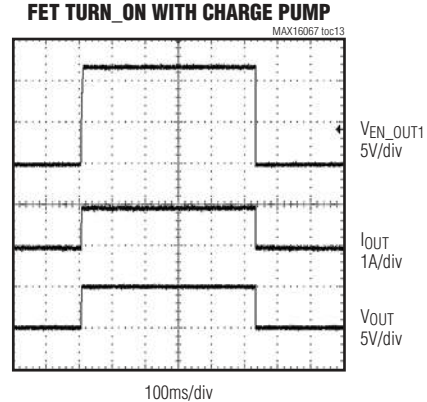 FET TURN_ON WITH CHARGE PUMP
MAX16067 toc13
VEN_OUT1
5V/div
IOUT
1A/div
VOUT
5V/div
100ms/div